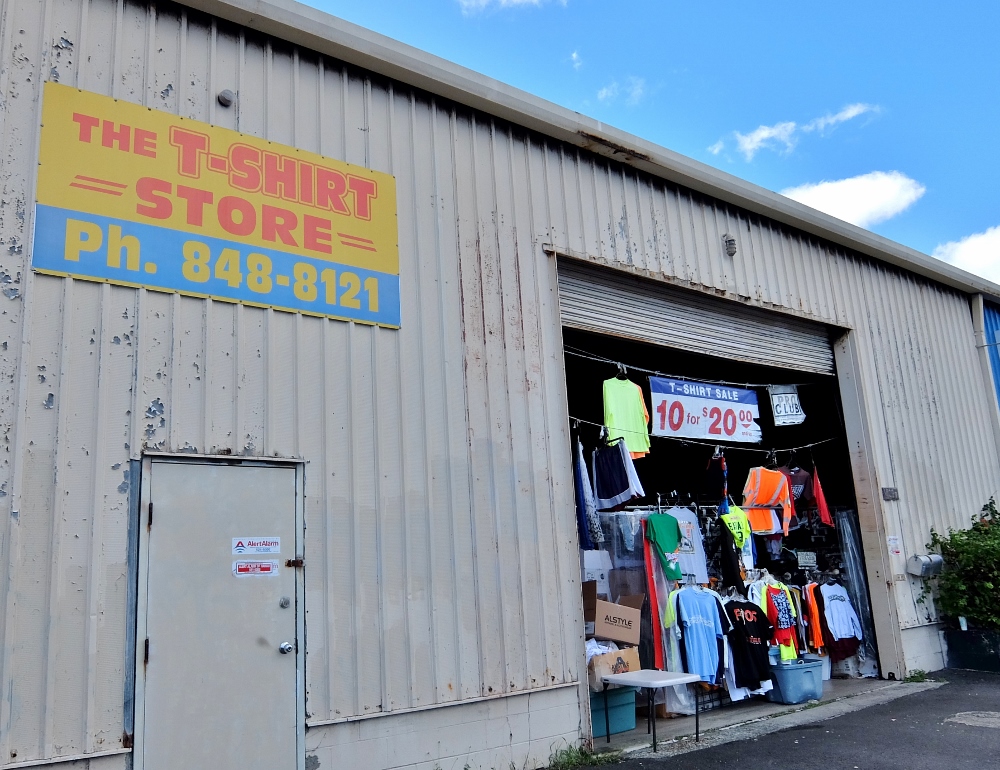 THE T-SHIRT
STORE
Ph. 848-8121
T-SHIRT SALE
10 for $20.00
PRO
CLUB
AlertAlarm
ALSTYLE